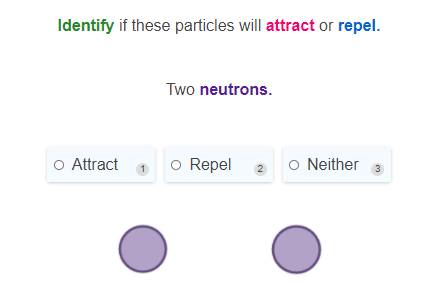 Identify if these particles will attract or repel.
Two neutrons.
Attract 1 Repel 2 Neither 3